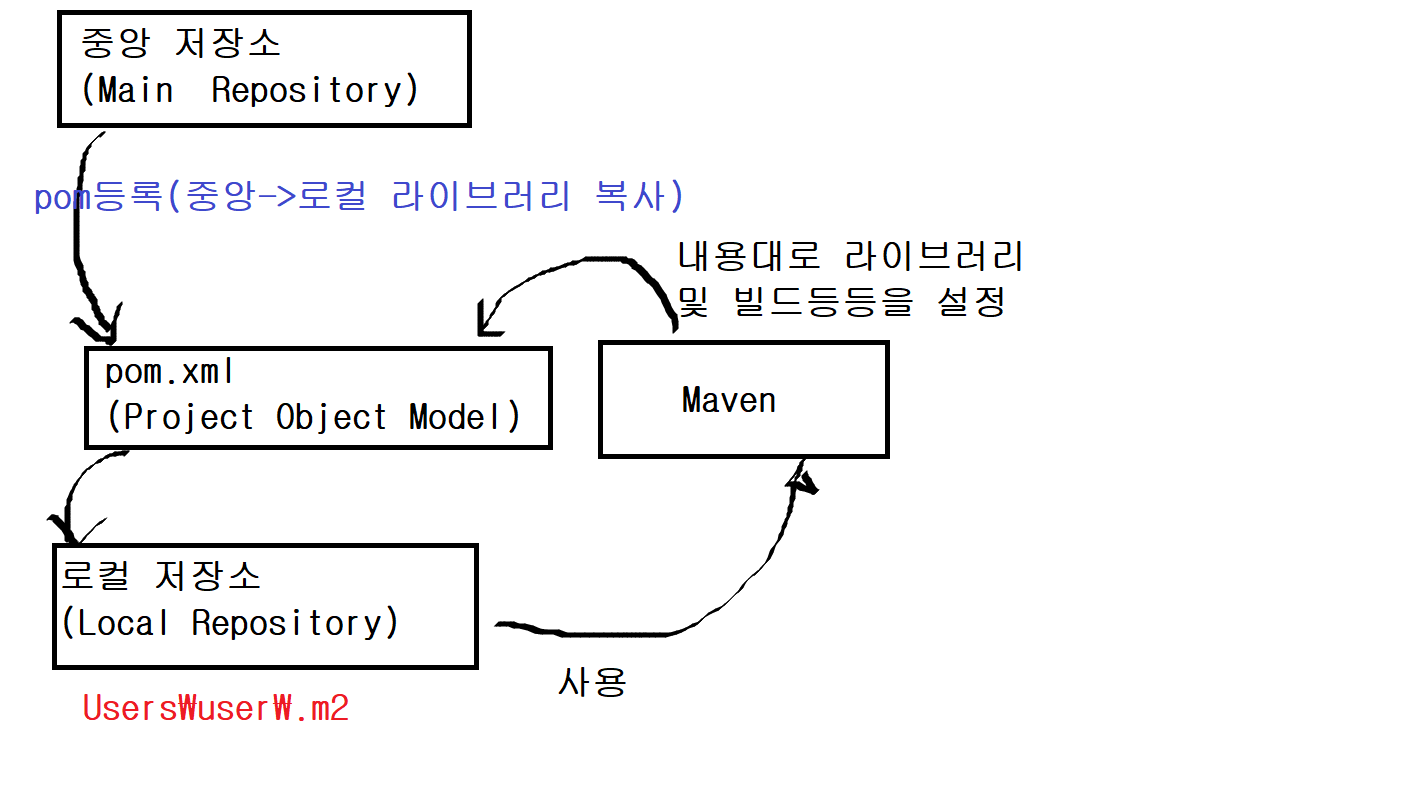 중앙 저장소
(Main Repository)
pom등록(중앙->로컬 라이브러리 복사)
내용대로 라이브러리
및 빌드등등을 설정
pom.xml
(Project Object Model)
Maven
로컬 저장소
(Local Repository)
사용
Users₩user₩.m2